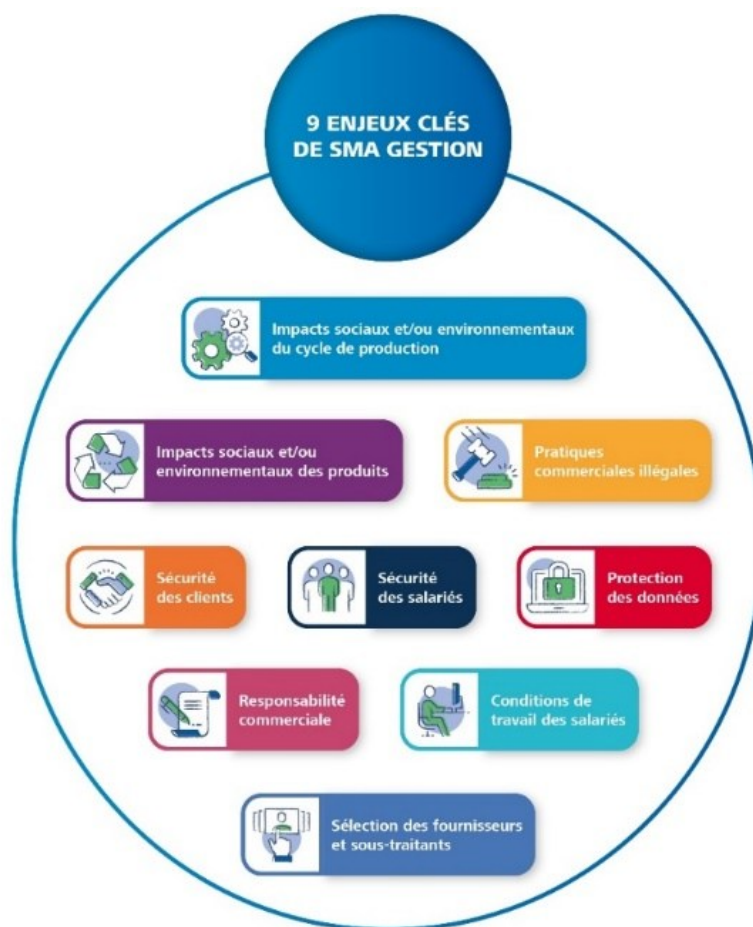 9 ENJEUX CLÉS
DE SMA GESTION
Impacts sociaux et/ou environnementaux
du cycle de production
Impacts sociaux et/ou
environnementaux des produits
Pratiques
commerciales illégales
Sécurité
des clients
Sécurité
des salariés
Protection
des données
Responsabilité
commerciale
Conditions de
travail des salariés
Sélection des fournisseurs
et sous-traitants